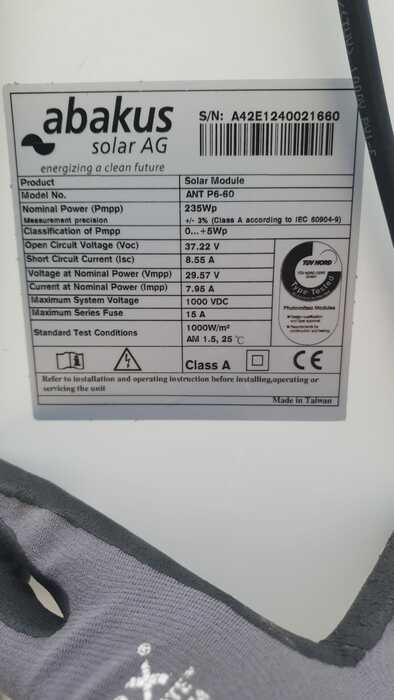 abakus
solar AG
energizing a clean future
S/N: A42E1240021660
Product Solar Module
Model No. ANT P6-60
Nominal Power (Pmpp) 235Wp
Measurement precision +/- 3% (Class A according to IEC 60904-9)
Classification of Pmpp 0...+5Wp
Open Circuit Voltage (Voc) 37.22 V
Short Circuit Current (Isc) 8.55 A
Voltage at Nominal Power (Vmpp) 29.57 V
Current at Nominal Power (Impp) 7.95 A
Maximum System Voltage 1000 VDC
Maximum Series Fuse 15 A
Standard Test Conditions 1000W/m²
AM 1.5, 25 ℃
TÜV NORD
Type Tested
Class A
CE
Refer to installation and operating instruction before installing,operating or
servicing the unit
Made in Taiwan